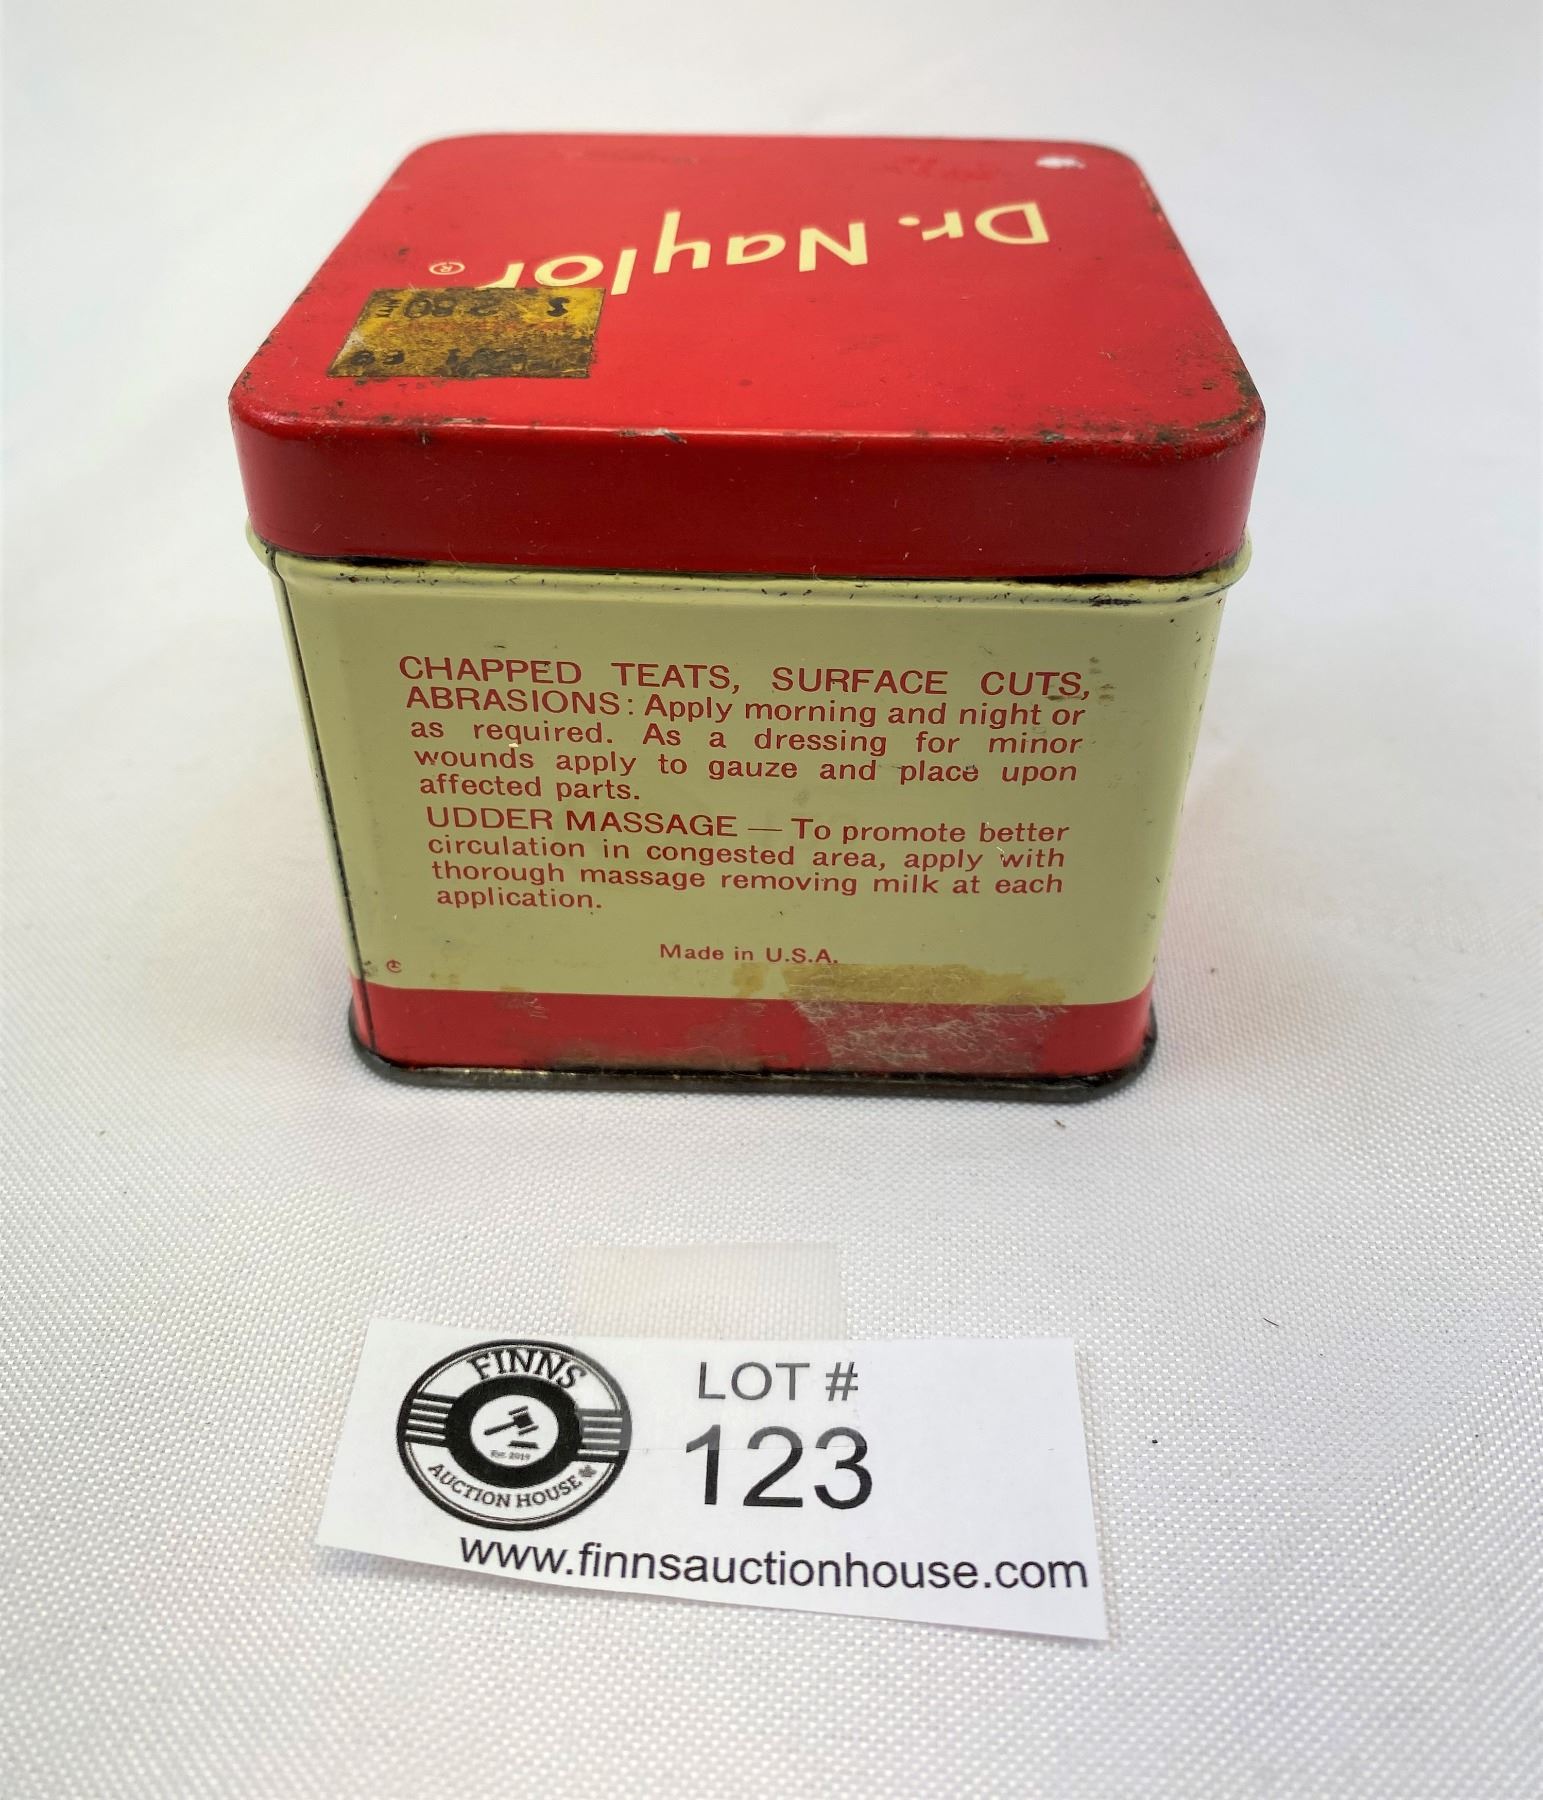 Dr. Naylor®
CHAPPED TEATS, SURFACE CUTS,
ABRASIONS: Apply morning and night or
as required. As a dressing for minor
wounds apply to gauze and place upon
affected parts.
UDDER MASSAGE — To promote better
circulation in congested area, apply with
thorough massage removing milk at each
application.
Made in U.S.A.
FINNS
Est. 2019
AUCTION HOUSE
LOT #
123
www.finnsauctionhouse.com